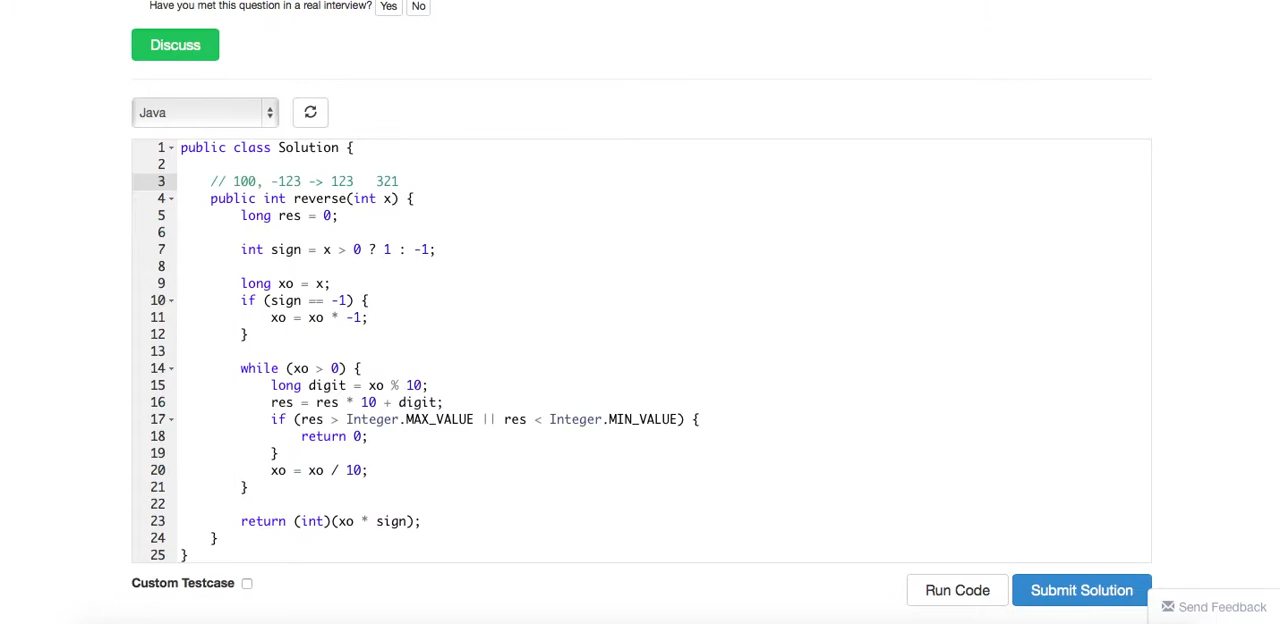 Have you met this question in a real interview? Yes No
Discuss
Java
1 public class Solution {
2
3 // 100, -123 -> 123 321
4 public int reverse(int x) {
5 long res = 0;
6
7 int sign = x > 0 ? 1 : -1;
8
9 long xo = x;
10 if (sign == -1) {
11 xo = xo * -1;
12 }
13
14 while (xo > 0) {
15 long digit = xo % 10;
16 res = res * 10 + digit;
17 if (res > Integer.MAX_VALUE || res < Integer.MIN_VALUE) {
18 return 0;
19 }
20 xo = xo / 10;
21 }
22
23 return (int)(xo * sign);
24 }
25 }
Custom Testcase
Run Code Submit Solution
Send Feedback